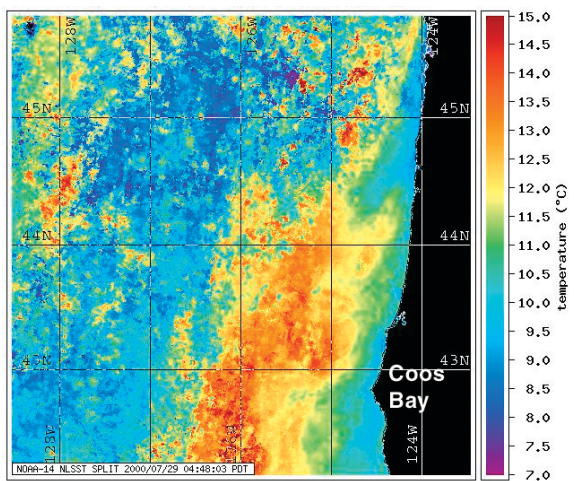 128W
126W
124W
45N
45N
44N
44N
43N
43N
Coos
Bay
128W
126W
124W
NOAA-14 NLSST SPLIT 2000/07/29 04:48:03 PDT
15.0
14.5
14.0
13.5
13.0
12.5
12.0
11.5
11.0
10.5
10.0
9.5
9.0
8.5
8.0
7.5
7.0
temperature (°C)